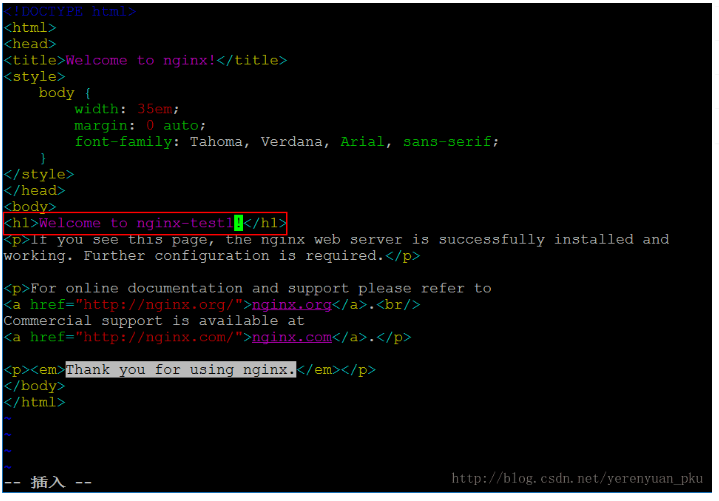 <!DOCTYPE html>
<html>
<head>
<title>Welcome to nginx!</title>
<style>
    body {
        width: 35em;
        margin: 0 auto;
        font-family: Tahoma, Verdana, Arial, sans-serif;
    }
</style>
</head>
<body>
<h1>Welcome to nginx-test1!</h1>
<p>If you see this page, the nginx web server is successfully installed and
working. Further configuration is required.</p>

<p>For online documentation and support please refer to
<a href="http://nginx.org/">nginx.org</a>.<br/>
Commercial support is available at
<a href="http://nginx.com/">nginx.com</a>.</p>

<p><em>Thank you for using nginx.</em></p>
</body>
</html>
~
~
~
~
-- 插入 --
http://blog.csdn.net/yerenyuan_pku